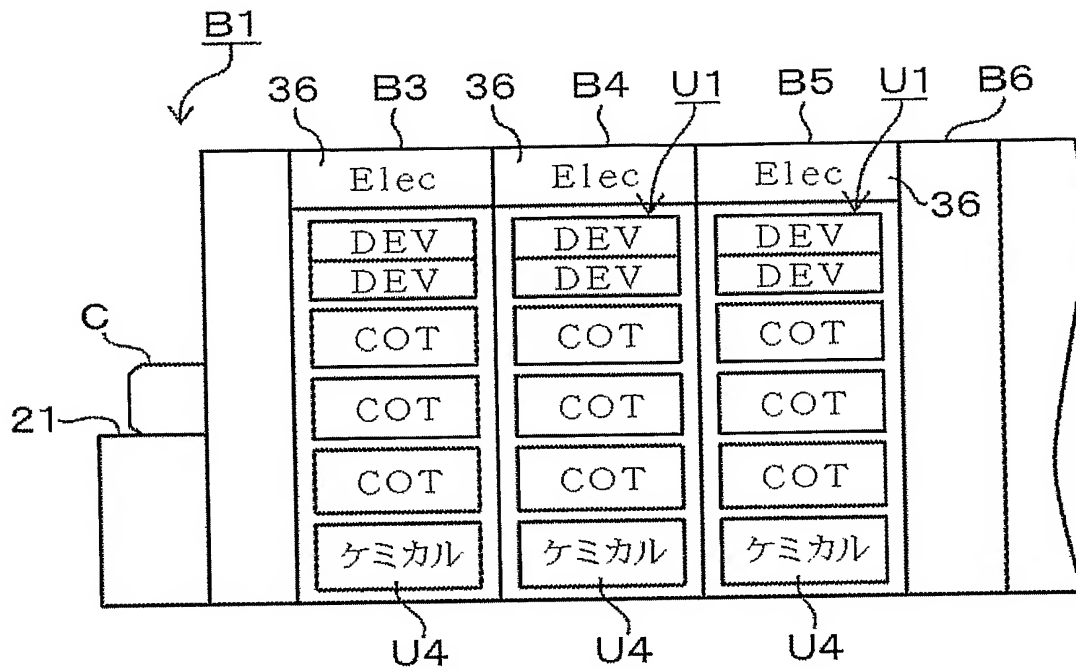 B1
36 B3 36 B4 U1 B5 U1 B6
Elec Elec Elec
36
DEV DEV DEV
DEV DEV DEV
C
COT COT COT
21
COT COT COT
COT COT COT
ケミカル ケミカル ケミカル
U4 U4 U4